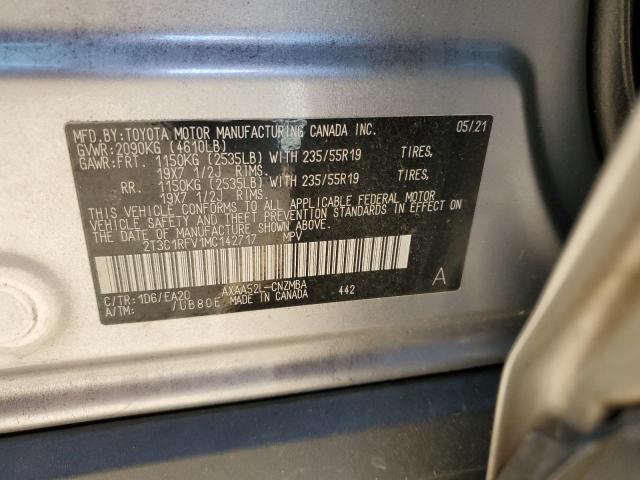 MFD.BY:TOYOTA MOTOR MANUFACTURING CANADA INC. 05/21
GVWR:2090KG (4610LB)
GAWR:FRT. 1150KG (2535LB) WITH 235/55R19 TIRES,
19X7 1/2J RIMS.
RR. 1150KG (2535LB) WITH 235/55R19 TIRES,
19X7 1/2J RIMS.
THIS VEHICLE CONFORMS TO ALL APPLICABLE FEDERAL MOTOR
VEHICLE SAFETY AND THEFT PREVENTION STANDARDS IN EFFECT ON
THE DATE OF MANUFACTURE SHOWN ABOVE.
2T3C1RFV1MC142717 MPV
C/TR:1D6/EA20 AXAA52L-CNZMBA 442 A
A/TM: /UB80E MADE IN CANADA